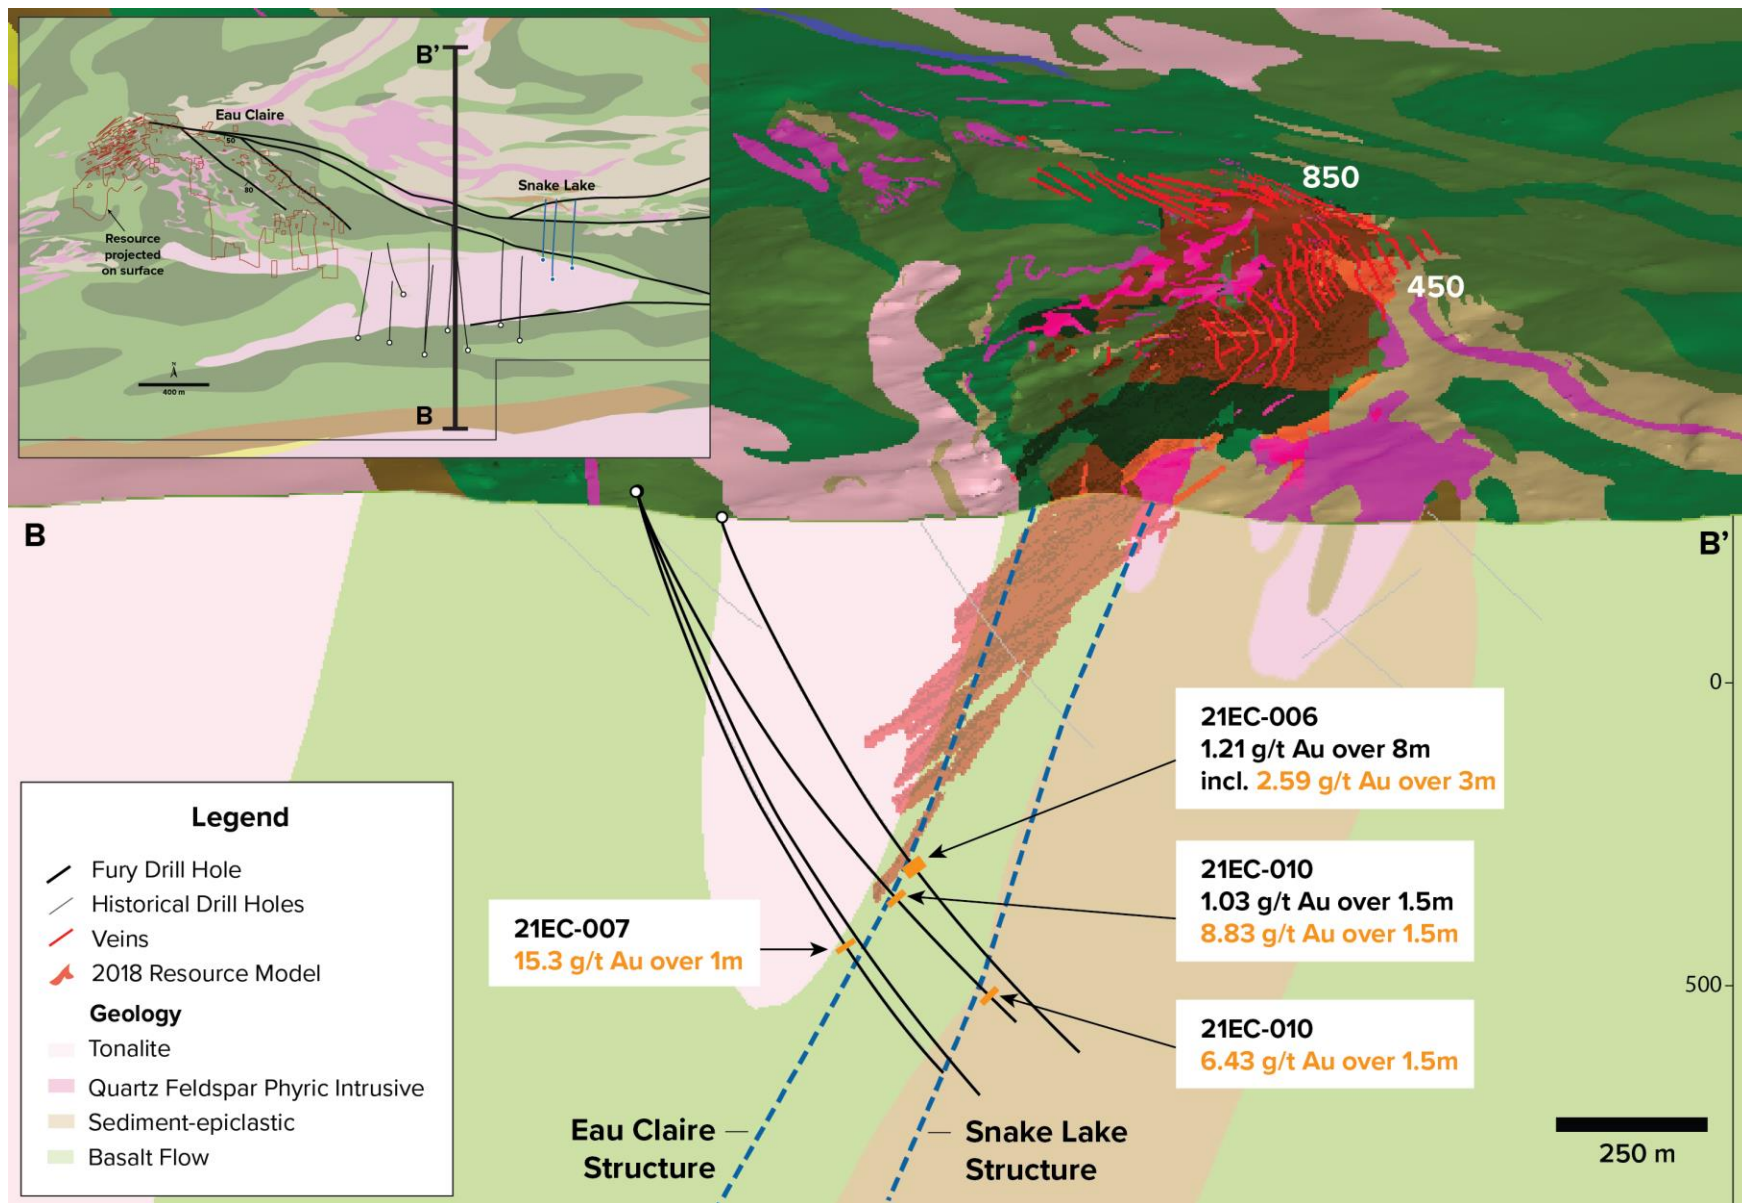 B'
Eau Claire
50
80
Snake Lake
Resource
projected
on surface
N
400 m
B
850
450
B
B'
0
21EC-006
1.21 g/t Au over 8m
incl. 2.59 g/t Au over 3m
21EC-010
1.03 g/t Au over 1.5m
8.83 g/t Au over 1.5m
21EC-007
15.3 g/t Au over 1m
500
21EC-010
6.43 g/t Au over 1.5m
Legend
Fury Drill Hole
Historical Drill Holes
Veins
2018 Resource Model
Geology
Tonalite
Quartz Feldspar Phyric Intrusive
Sediment-epiclastic
Basalt Flow
Eau Claire
Structure
Snake Lake
Structure
250 m